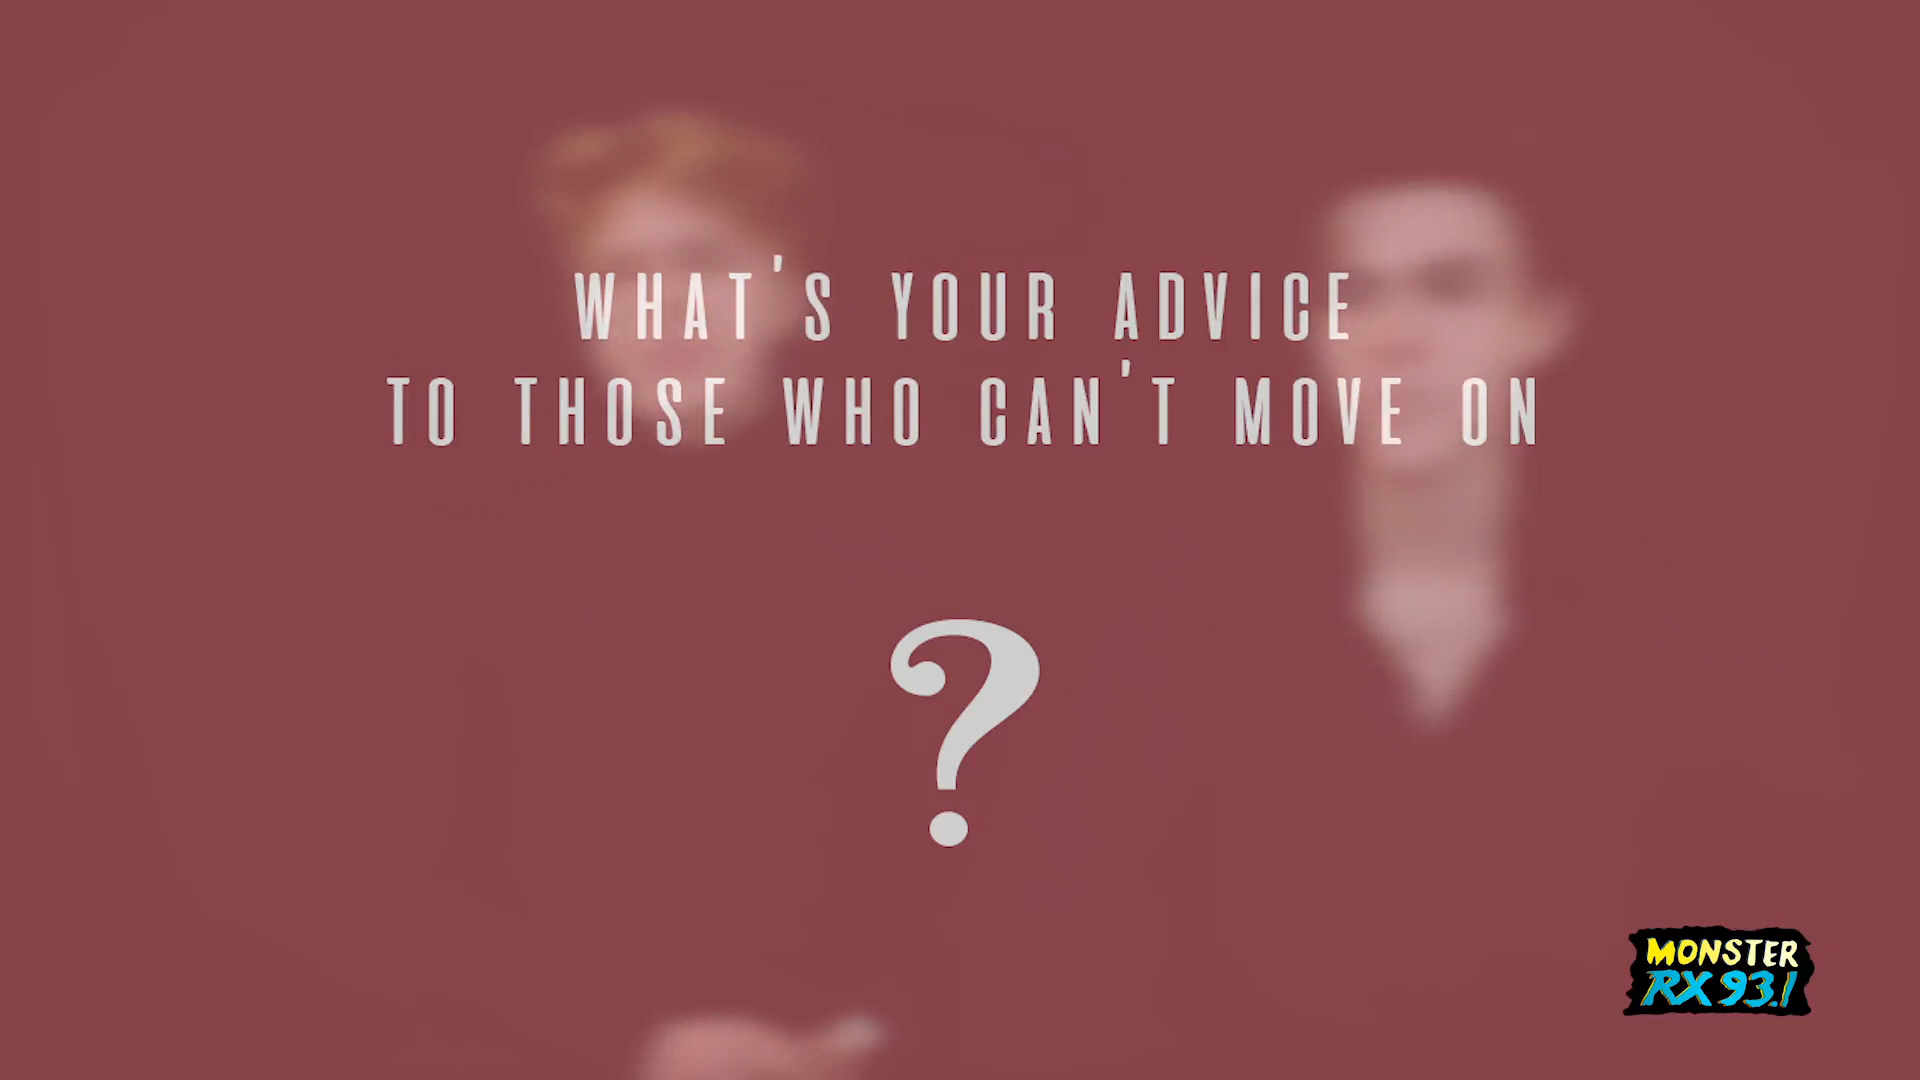 WHAT'S YOUR ADVICE
TO THOSE WHO CAN'T MOVE ON
?
MONSTER
RX 93.1